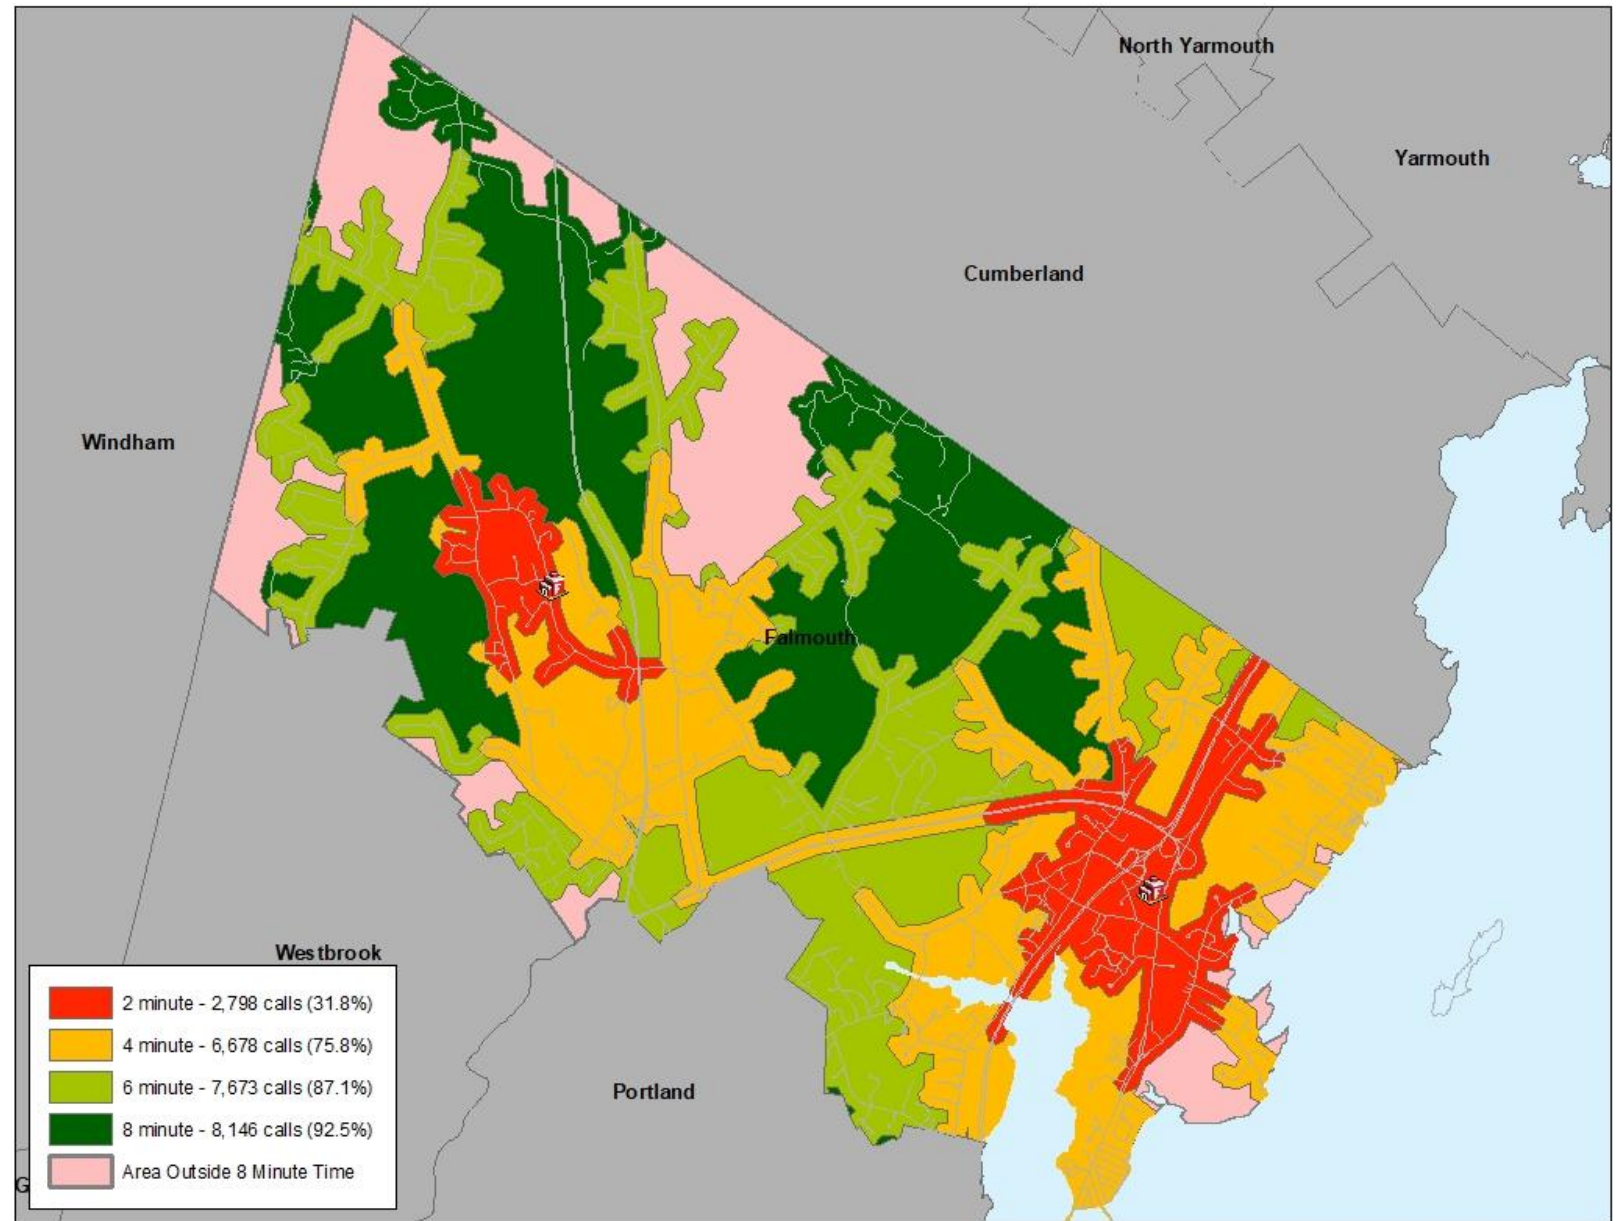 North Yarmouth
Yarmouth
Cumberland
Windham
Falmouth
Westbrook
Portland
2 minute - 2,798 calls (31.8%)
4 minute - 6,678 calls (75.8%)
6 minute - 7,673 calls (87.1%)
8 minute - 8,146 calls (92.5%)
Area Outside 8 Minute Time
G